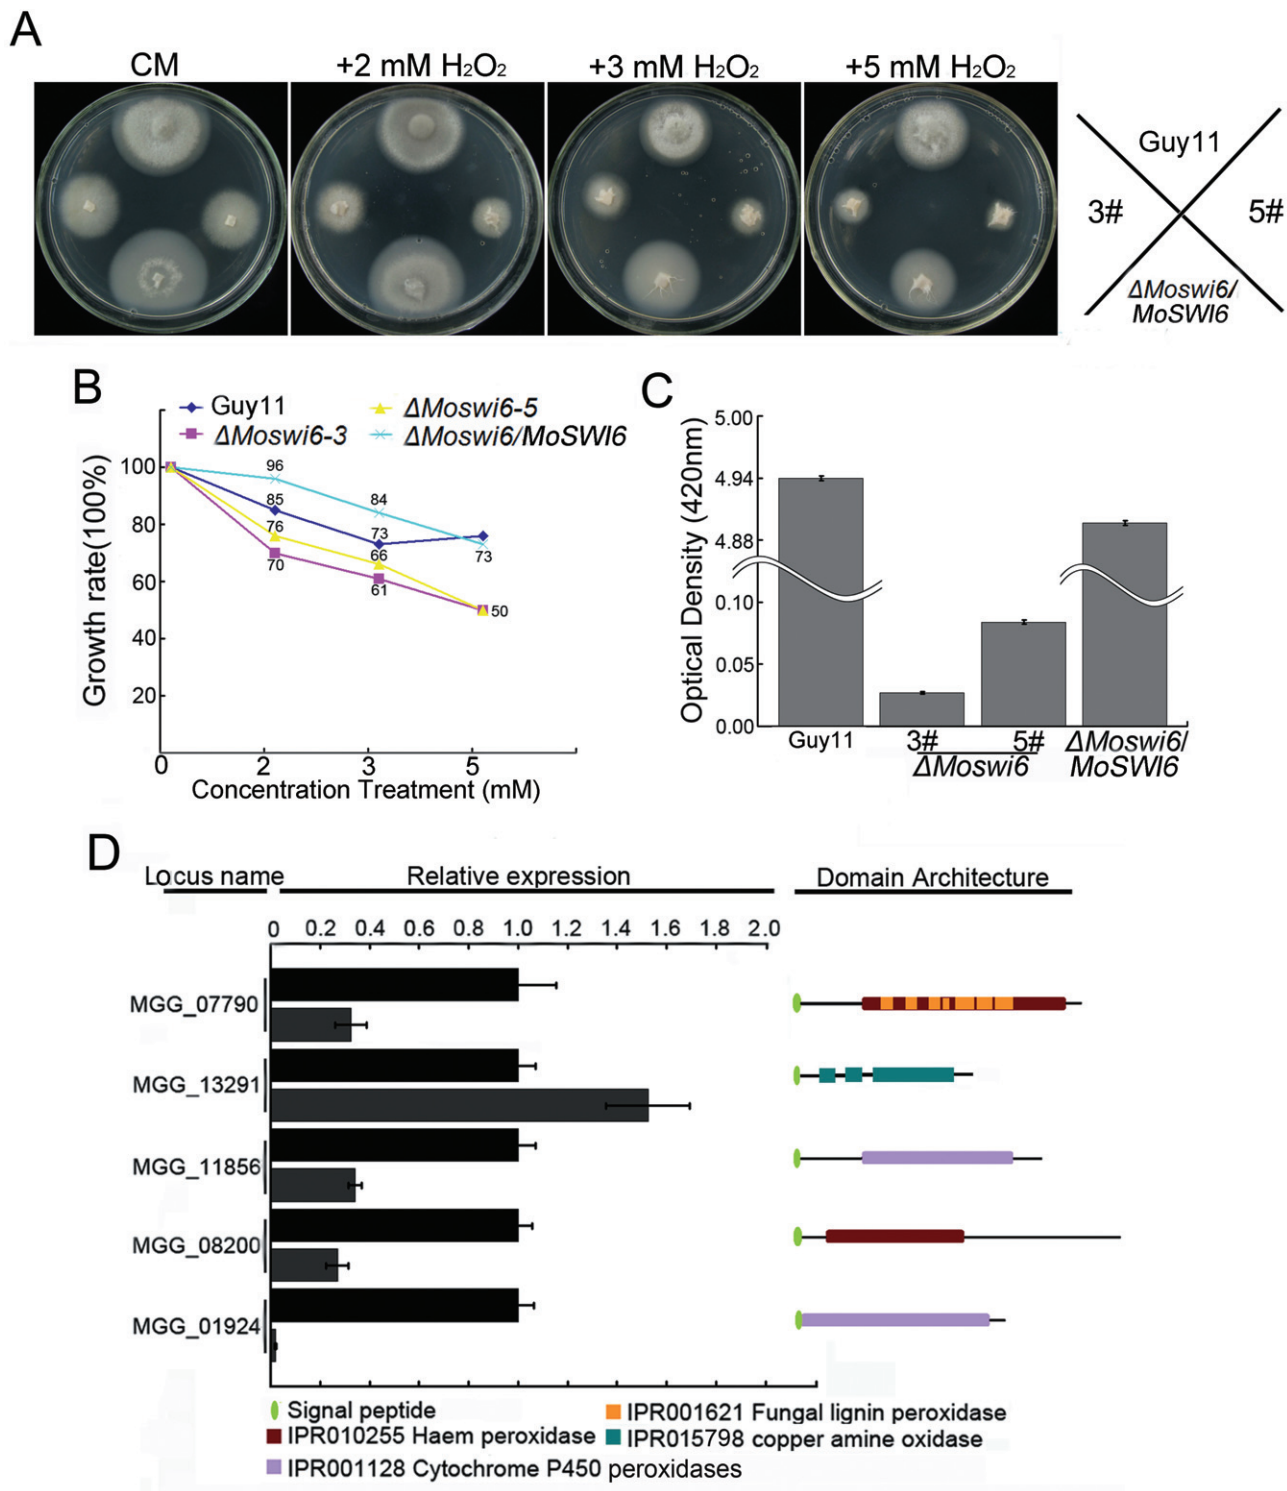 A
CM
+2 mM H₂O₂
+3 mM H₂O₂
+5 mM H₂O₂
Guy11
3#
5#
ΔMoswi6/
MoSWI6
B
Guy11
ΔMoswi6-5
ΔMoswi6-3
ΔMoswi6/MoSWI6
Growth rate(100%)
100
80
60
40
20
0
2
3
5
96
85
76
70
84
73
66
61
73
50
Concentration Treatment (mM)
C
Optical Density (420nm)
5.00
4.94
4.88
0.10
0.05
0.00
Guy11
3#
5#
ΔMoswi6/
ΔMoswi6
MoSWI6
D
Locus name
Relative expression
Domain Architecture
0 0.2 0.4 0.6 0.8 1.0 1.2 1.4 1.6 1.8 2.0
MGG_07790
MGG_13291
MGG_11856
MGG_08200
MGG_01924
Signal peptide
IPR001621 Fungal lignin peroxidase
IPR010255 Haem peroxidase
IPR015798 copper amine oxidase
IPR001128 Cytochrome P450 peroxidases